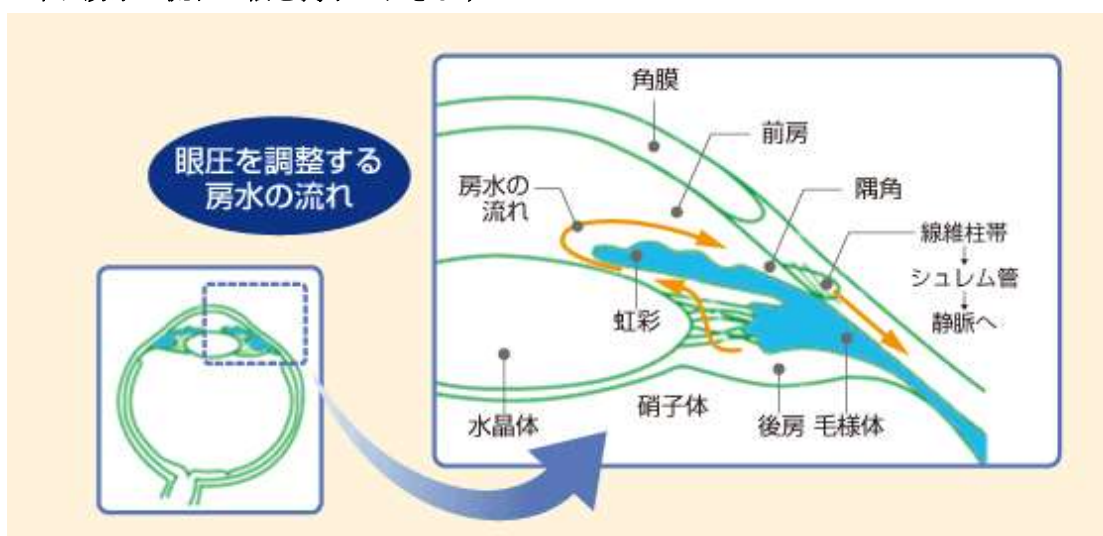 眼圧を調整する
房水の流れ
角膜
前房
房水の
流れ
隅角
線維柱帯
シュレム管
静脈へ
虹彩
水晶体
硝子体
後房
毛様体